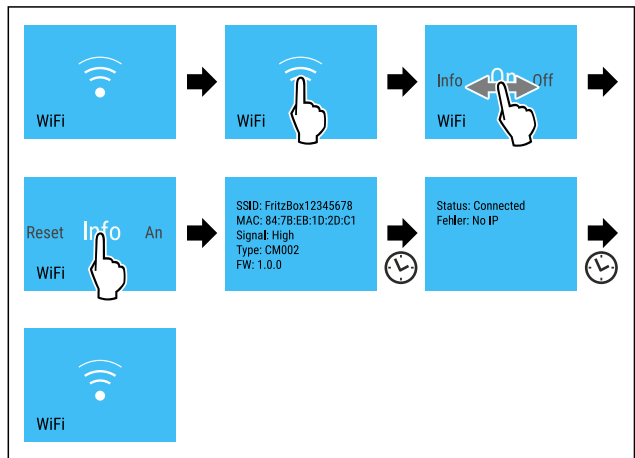 WiFi
WiFi
Info Off
WiFi
Reset Info An
WiFi
SSID: FritzBox12345678
MAC: 84:7B:EB:1D:2D:C1
Signal: High
Type: CM002
FW: 1.0.0
Status: Connected
Fehler: No IP
WiFi